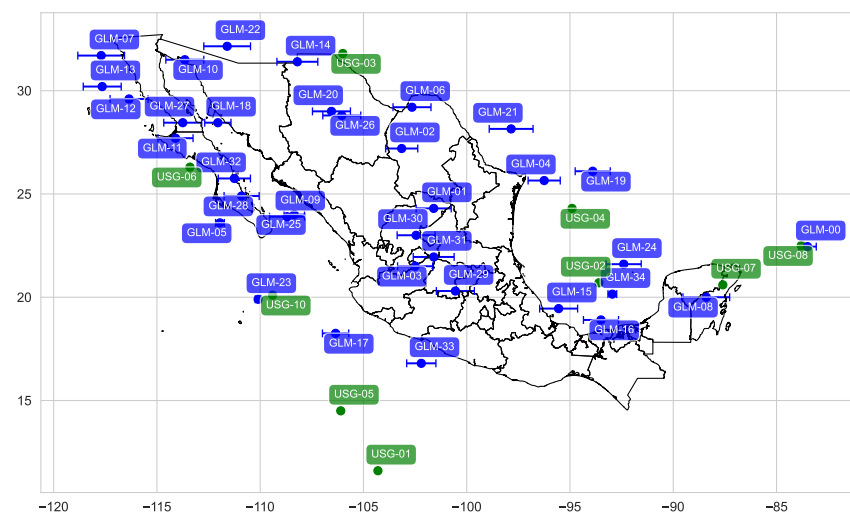 GLM-22
GLM-07
GLM-14
USG-03
GLM-13
GLM-10
30
GLM-12
GLM-27
GLM-18
GLM-20
GLM-26
GLM-06
GLM-02
GLM-21
GLM-11
GLM-32
USG-06
GLM-04
GLM-19
25
GLM-28
GLM-05
GLM-09
GLM-25
GLM-01
GLM-30
GLM-31
USG-04
GLM-00
USG-08
GLM-24
USG-02
GLM-34
USG-07
GLM-03
GLM-29
GLM-23
USG-10
20
GLM-15
GLM-08
GLM-16
GLM-17
GLM-33
15
USG-05
USG-01
−120
−115
−110
−105
−100
−95
−90
−85